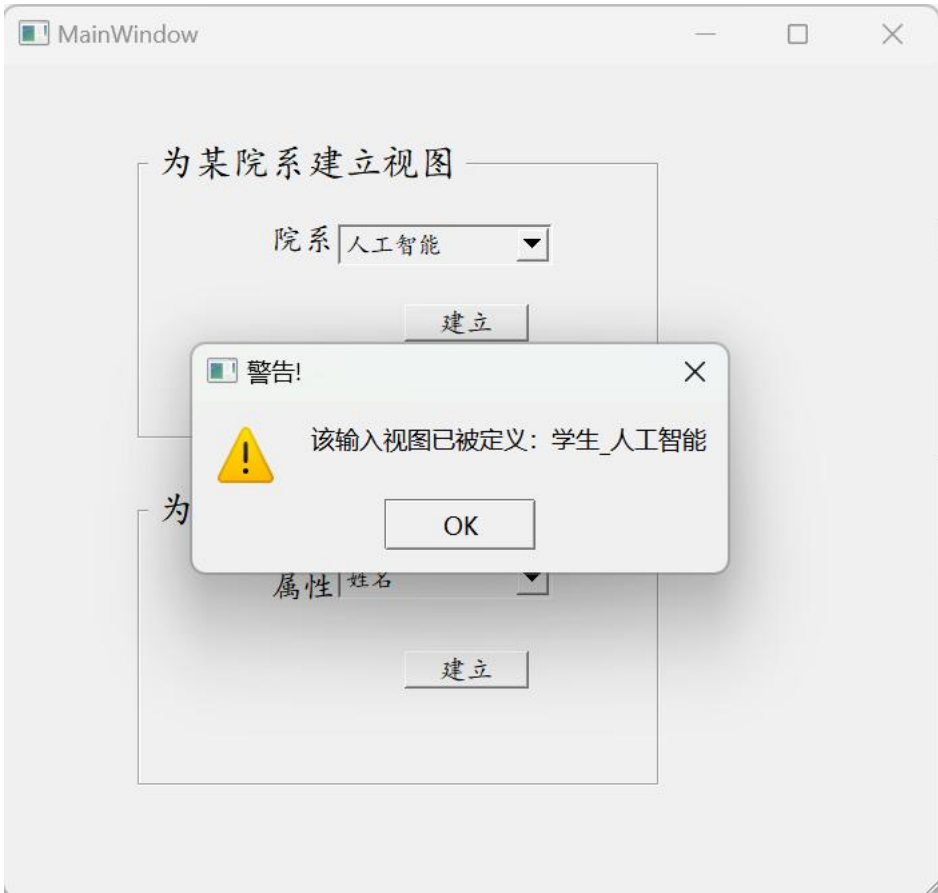 MainWindow
为某院系建立视图
院系 人工智能
建立
警告!
该输入视图已被定义：学生_人工智能
OK
为
属性 姓名
建立